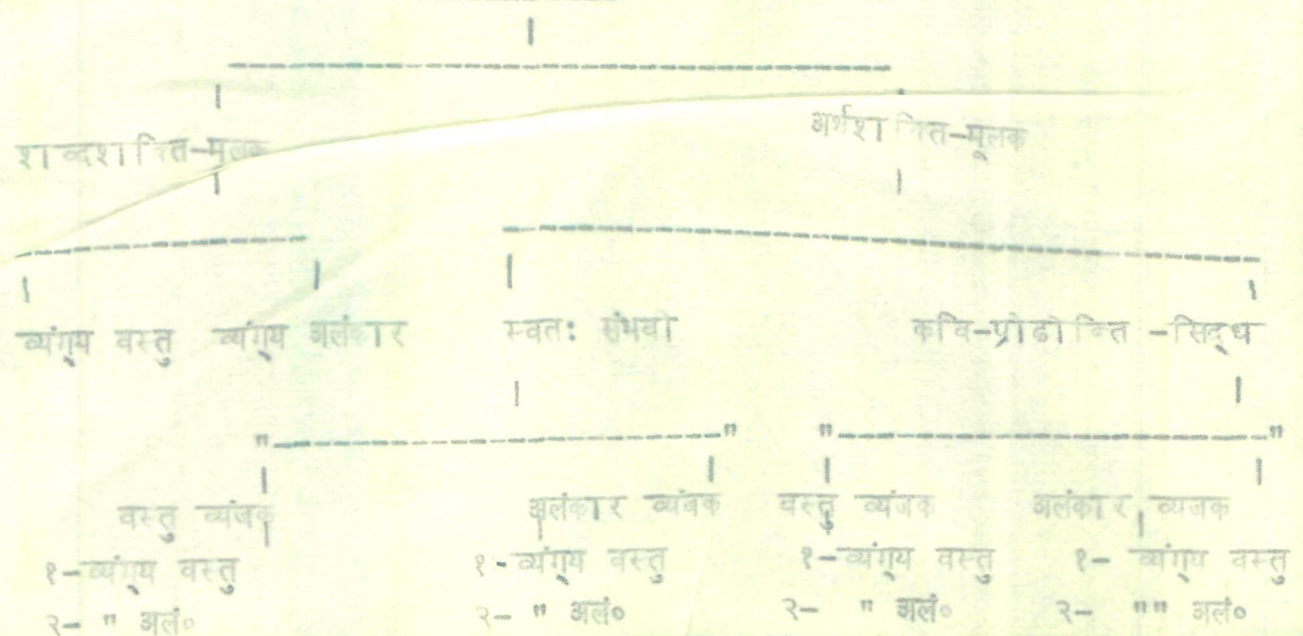 शब्दशक्ति-मूलक अर्थशक्ति-मूलक
व्यंग्य वस्तु व्यंग्य अलंकार स्वत: संभवी कवि-प्रोढोक्ति -सिद्ध
वस्तु व्यंजक अलंकार व्यंजक वस्तु व्यंजक अलंकार व्यंजक
१-व्यंग्य वस्तु १-व्यंग्य वस्तु १-व्यंग्य वस्तु १- व्यंग्य वस्तु
२- " अलं० २- " अलं० २- " अलं० २- "" अलं०